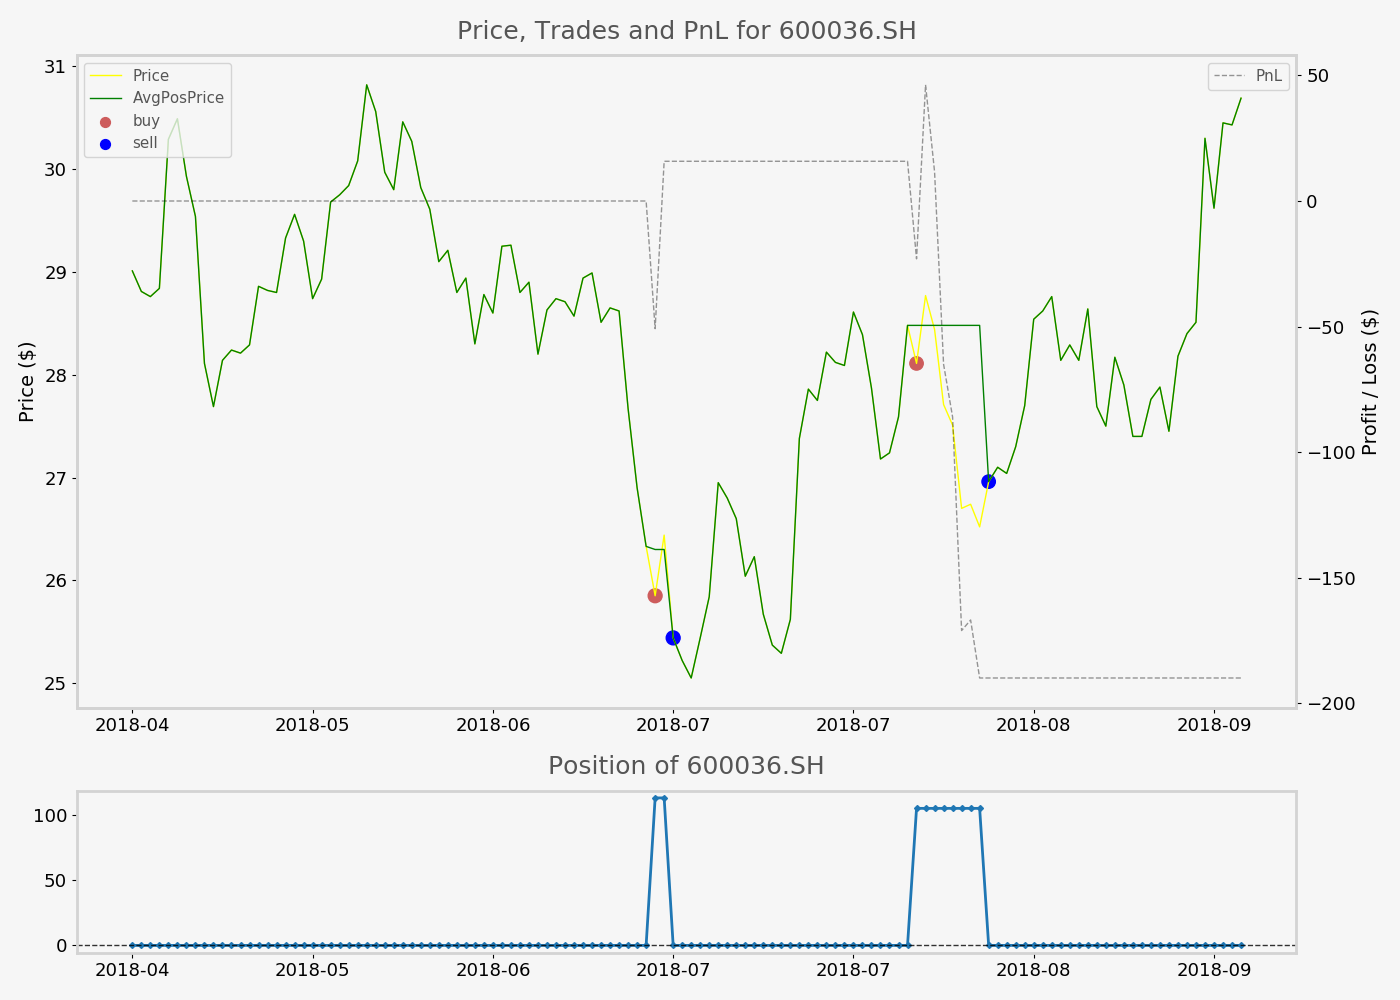 Price, Trades and PnL for 600036.SH
Price
AvgPosPrice
buy
sell
PnL
Price ($)
31
30
29
28
27
26
25
Profit / Loss ($)
50
0
−50
−100
−150
−200
2018-04 2018-05 2018-06 2018-07 2018-07 2018-08 2018-09
Position of 600036.SH
100
50
0
2018-04 2018-05 2018-06 2018-07 2018-07 2018-08 2018-09